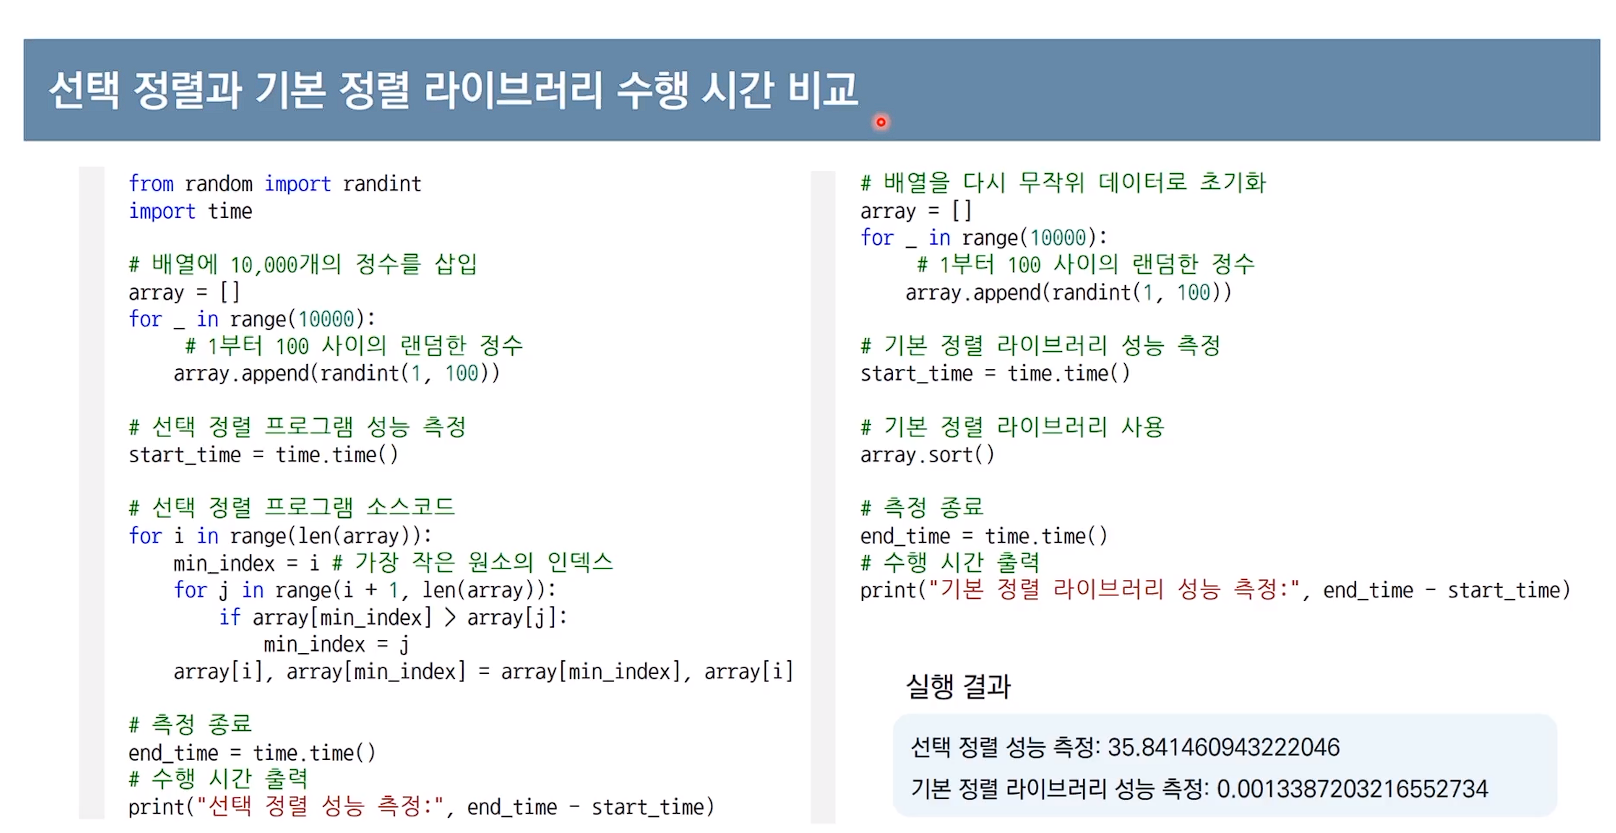 선택 정렬과 기본 정렬 라이브러리 수행 시간 비교
from random import randint
import time
# 배열에 10,000개의 정수를 삽입
array = []
for _ in range(10000):
# 1부터 100 사이의 랜덤한 정수
array.append(randint(1, 100))
# 선택 정렬 프로그램 성능 측정
start_time = time.time()
# 선택 정렬 프로그램 소스코드
for i in range(len(array)):
min_index = i # 가장 작은 원소의 인덱스
for j in range(i + 1, len(array)):
if array[min_index] > array[j]:
min_index = j
array[i], array[min_index] = array[min_index], array[i]
# 측정 종료
end_time = time.time()
# 수행 시간 출력
print("선택 정렬 성능 측정:", end_time - start_time)
# 배열을 다시 무작위 데이터로 초기화
array = []
for _ in range(10000):
# 1부터 100 사이의 랜덤한 정수
array.append(randint(1, 100))
# 기본 정렬 라이브러리 성능 측정
start_time = time.time()
# 기본 정렬 라이브러리 사용
array.sort()
# 측정 종료
end_time = time.time()
# 수행 시간 출력
print("기본 정렬 라이브러리 성능 측정:", end_time - start_time)
실행 결과
선택 정렬 성능 측정: 35.841460943222046
기본 정렬 라이브러리 성능 측정: 0.0013387203216552734